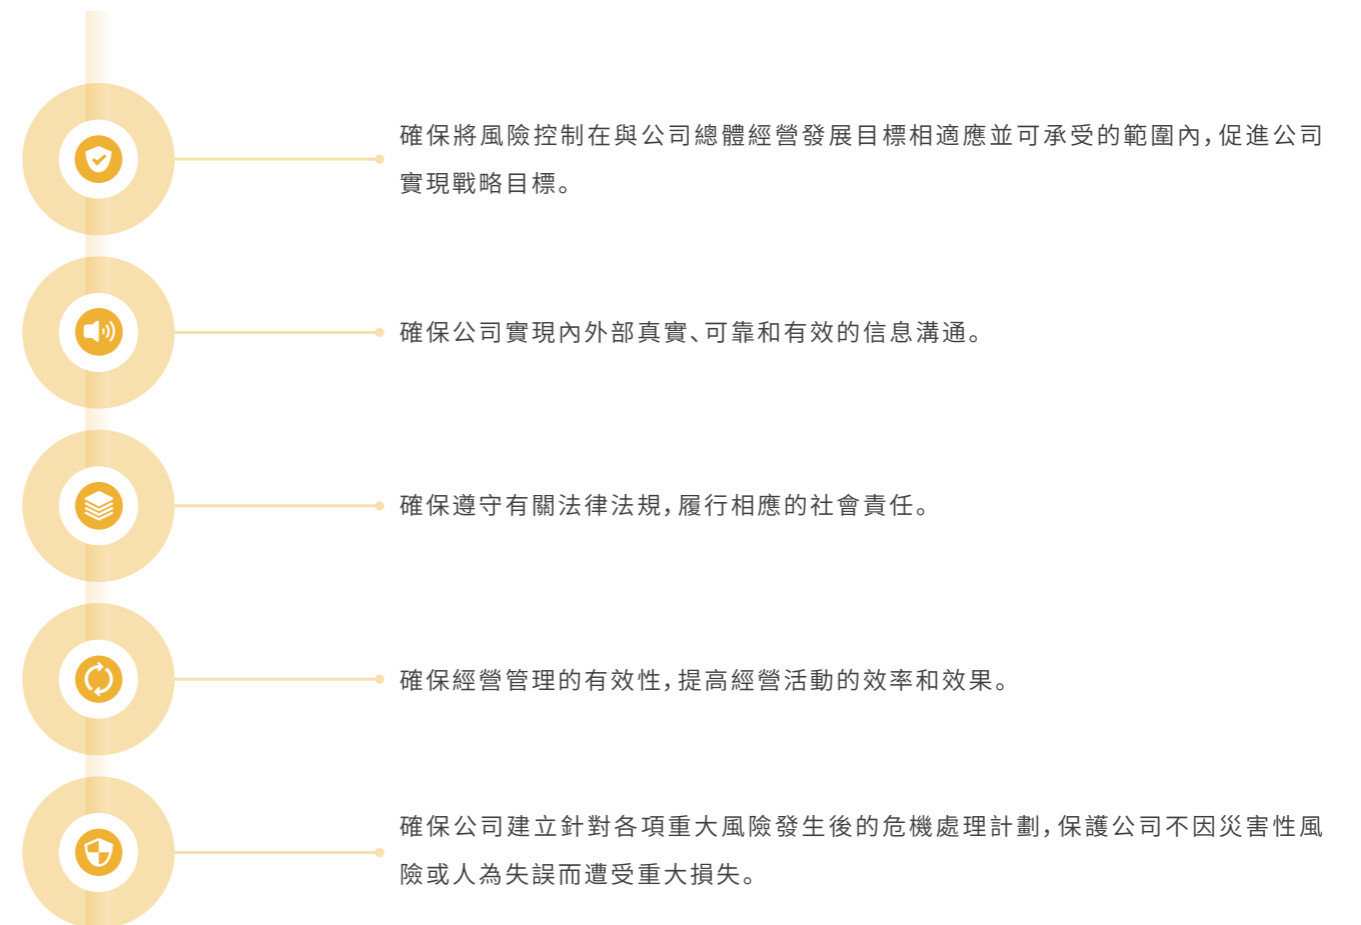 確保將風險控制在與公司總體經營發展目標相適應並可承受的範圍內，促進公司
實現戰略目標。
確保公司實現內外部真實、可靠和有效的信息溝通。
確保遵守有關法律法規，履行相應的社會責任。
確保經營管理的有效性，提高經營活動的效率和效果。
確保公司建立針對各項重大風險發生後的危機處理計劃，保護公司不因災害性風
險或人為失誤而遭受重大損失。